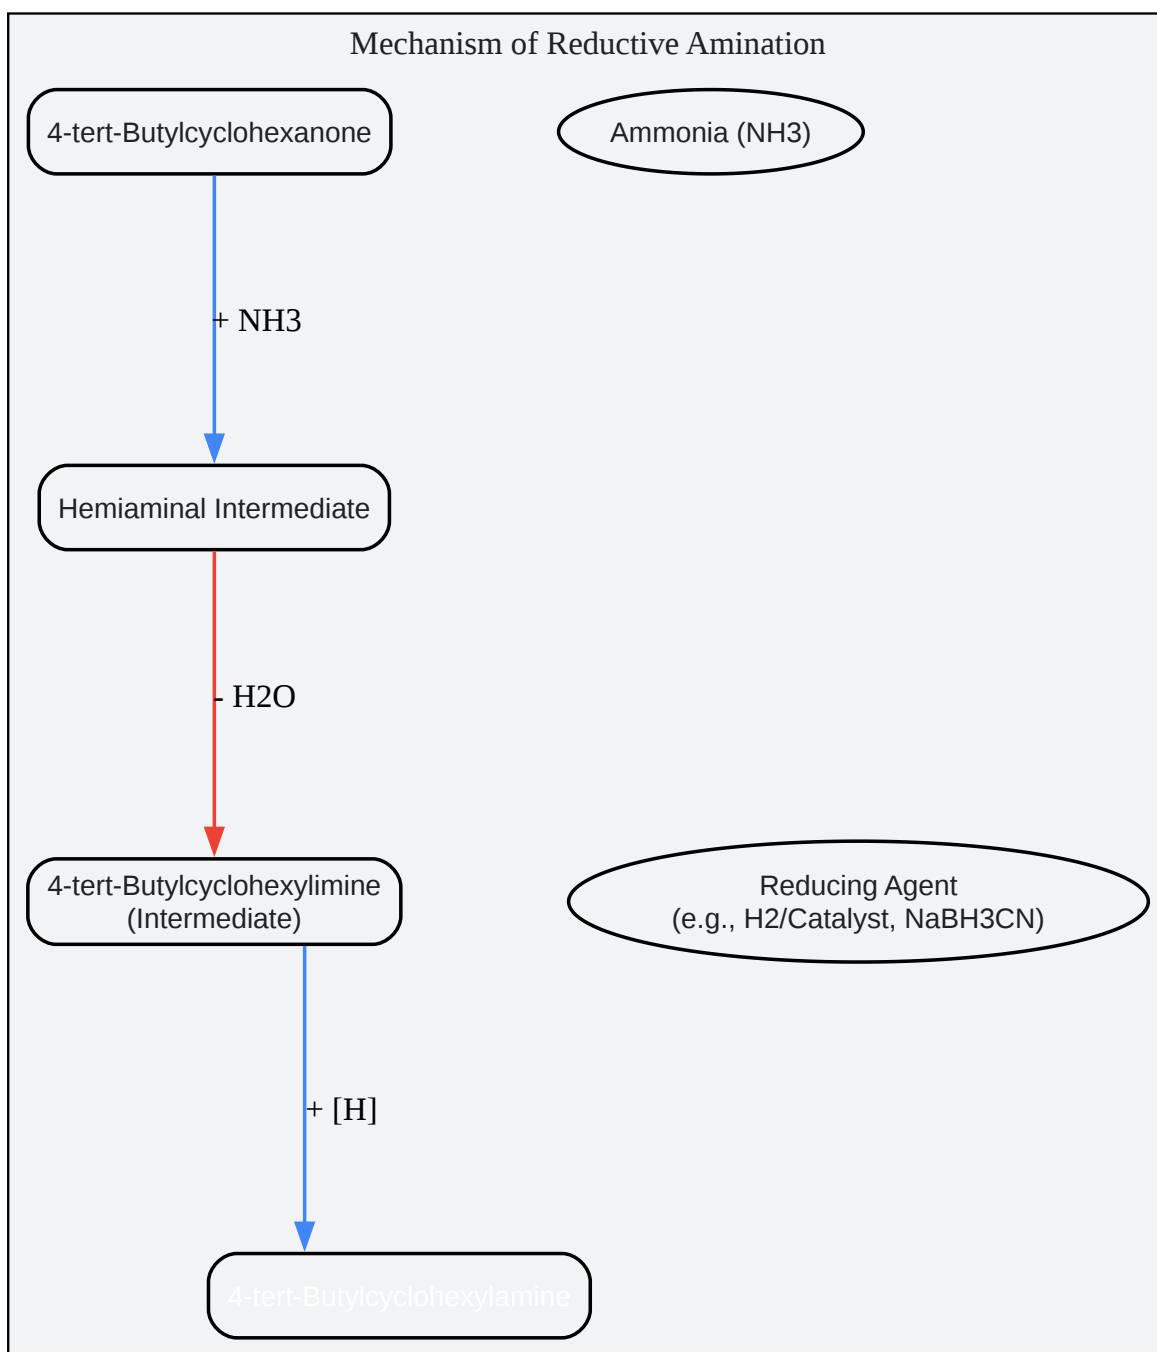 Mechanism of Reductive Amination
4-tert-Butylcyclohexanone
Ammonia (NH3)
+ NH3
Hemiaminal Intermediate
- H2O
4-tert-Butylcyclohexylimine
(Intermediate)
Reducing Agent
(e.g., H2/Catalyst, NaBH3CN)
+ [H]
4-tert-Butylcyclohexylamine